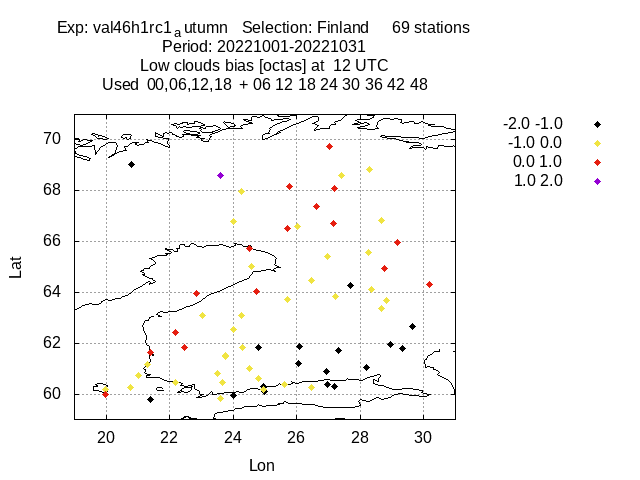 Exp: val46h1rc1autumn Selection: Finland 69 stations
Period: 20221001-20221031
Low clouds bias [octas] at 12 UTC
Used 00,06,12,18 + 06 12 18 24 30 36 42 48
-2.0 -1.0
-1.0 0.0
0.0 1.0
1.0 2.0
70
68
66
64
62
60
Lat
20 22 24 26 28 30
Lon